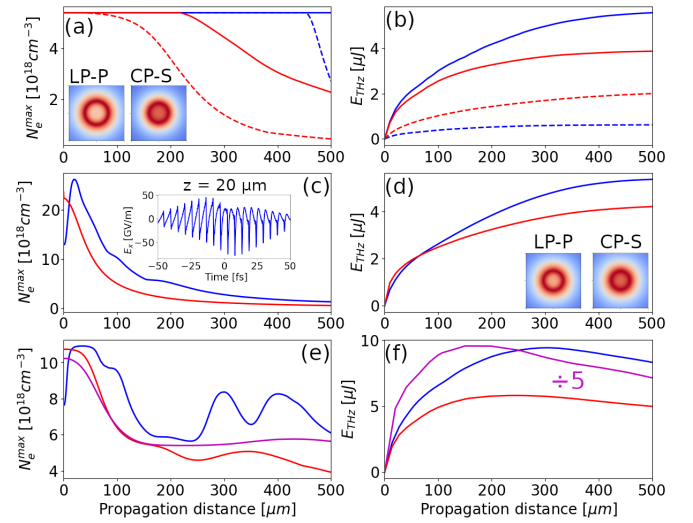 (a)
N_e^max [10^18 cm^-3]
4
2
LP-P CP-S
0 100 200 300 400 500
(b)
E_THz [μJ]
4
2
0
0 100 200 300 400 500
(c)
N_e^max [10^18 cm^-3]
20
10
0
z = 20 μm
E_x [GV/m]
50
0
−50
−50 0 50
Time [fs]
0 100 200 300 400 500
(d)
E_THz [μJ]
4
2
0
LP-P CP-S
0 100 200 300 400 500
(e)
N_e^max [10^18 cm^-3]
10
8
6
4
0 100 200 300 400 500
Propagation distance [μm]
(f)
E_THz [μJ]
10
5
0
÷5
0 100 200 300 400 500
Propagation distance [μm]